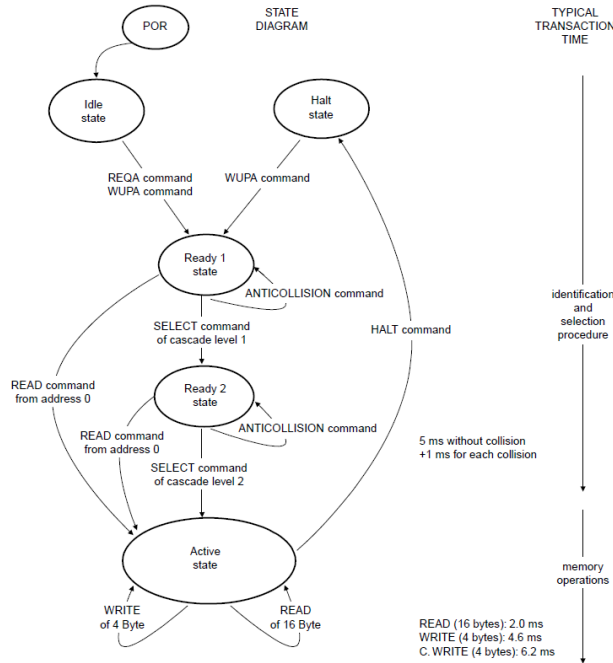 POR
STATE
DIAGRAM
TYPICAL
TRANSACTION
TIME
Idle
state
Halt
state
REQA command
WUPA command
WUPA command
Ready 1
state
ANTICOLLISION command
identification
and
selection
procedure
SELECT command
of cascade level 1
HALT command
READ command
from address 0
Ready 2
state
ANTICOLLISION command
READ command
from address 0
5 ms without collision
+1 ms for each collision
SELECT command
of cascade level 2
Active
state
memory
operations
WRITE
of 4 Byte
READ
of 16 Byte
READ (16 bytes): 2.0 ms
WRITE (4 bytes): 4.6 ms
C. WRITE (4 bytes): 6.2 ms